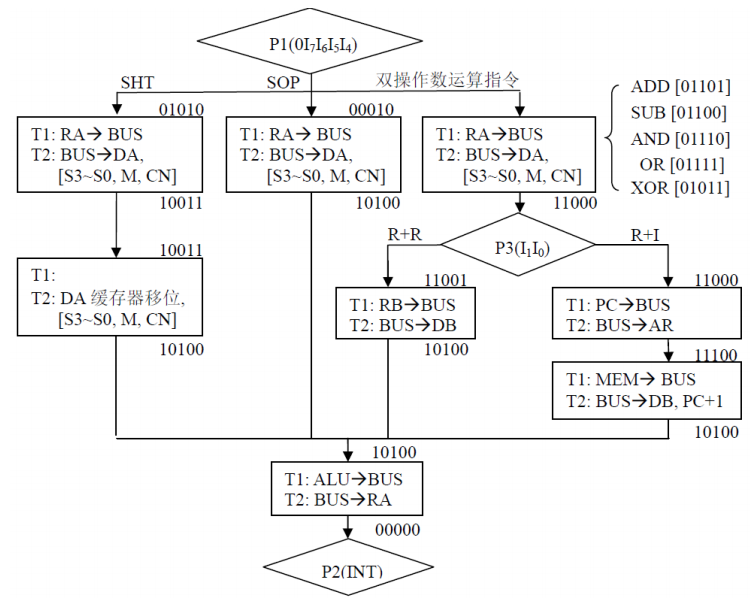 P1(0I₇I₆I₅I₄)
SHT
SOP
双操作数运算指令
01010
T1: RA→ BUS
T2: BUS→DA,
[S3~S0, M, CN]
10011
00010
T1: RA→ BUS
T2: BUS→DA,
[S3~S0, M, CN]
10100
T1: RA→BUS
T2: BUS→DA,
[S3~S0, M, CN]
11000
ADD [01101]
SUB [01100]
AND [01110]
OR [01111]
XOR [01011]
P3(I₁I₀)
R+R
R+I
10011
T1:
T2: DA 缓存器移位,
[S3~S0, M, CN]
10100
11001
T1: RB→BUS
T2: BUS→DB
10100
11000
T1: PC→BUS
T2: BUS→AR
11100
T1: MEM→ BUS
T2: BUS→DB, PC+1
10100
10100
T1: ALU→BUS
T2: BUS→RA
00000
P2(INT)